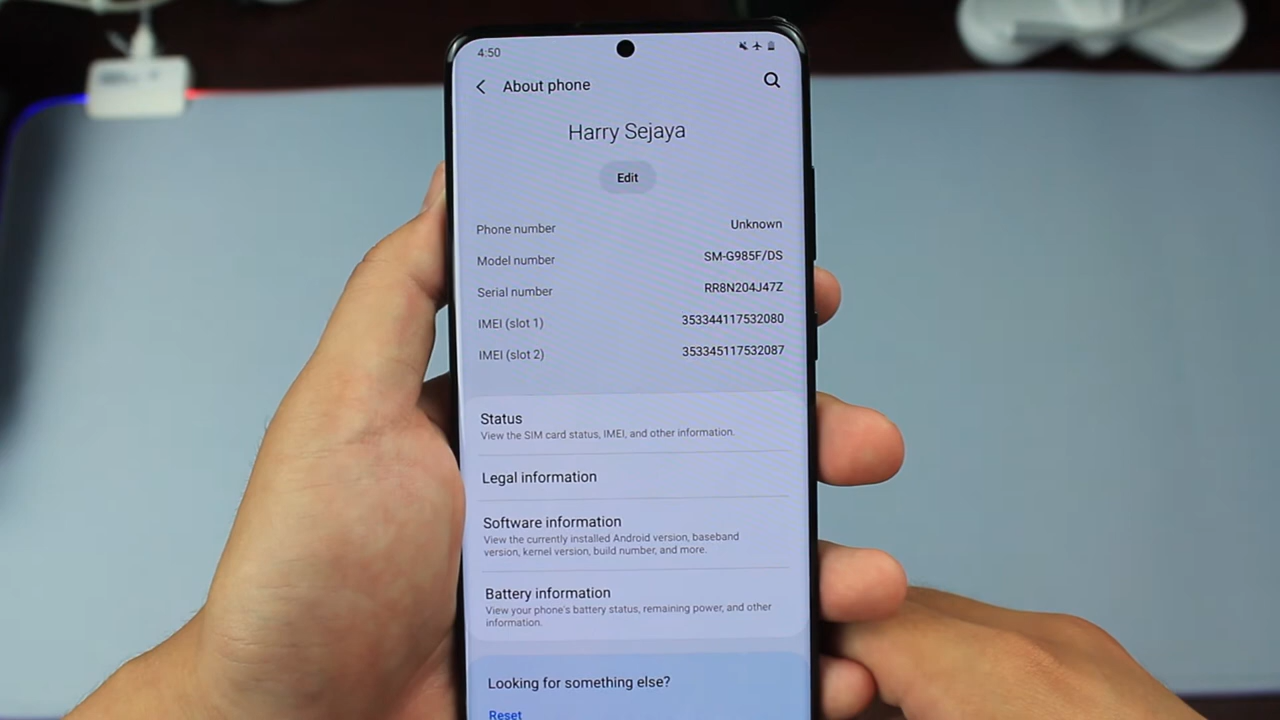 4:50
About phone
Harry Sejaya
Edit
Phone number Unknown
Model number SM-G985F/DS
Serial number RR8N204J47Z
IMEI (slot 1) 353344117532080
IMEI (slot 2) 353345117532087
Status
View the SIM card status, IMEI, and other information.
Legal information
Software information
View the currently installed Android version, baseband
version, kernel version, build number, and more.
Battery information
View your phone's battery status, remaining power, and other
information.
Looking for something else?
Reset